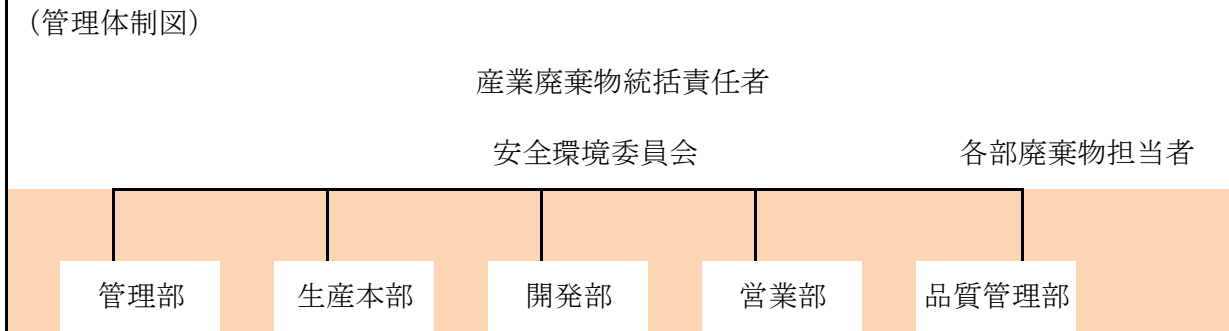 （管理体制図）
産業廃棄物統括責任者
安全環境委員会 各部廃棄物担当者
管理部 生産本部 開発部 営業部 品質管理部